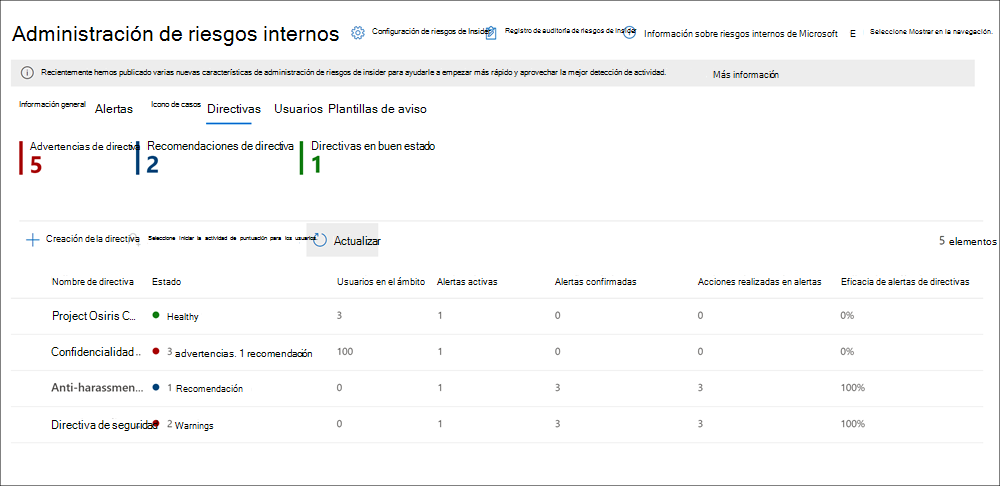 Administración de riesgos internos Configuración de riesgos de Insider Registro de auditoría de riesgos de Insider Información sobre riesgos internos de Microsoft E Seleccione Mostrar en la navegación.
Recientemente hemos publicado varias nuevas características de administración de riesgos de insider para ayudarle a empezar más rápido y aprovechar la mejor detección de actividad. Más información
Información general Alertas Icono de casos Directivas Usuarios Plantillas de aviso
Advertencias de directiva Recomendaciones de directiva Directivas en buen estado
5 2 1
Creación de la directiva Seleccione Iniciar la actividad de puntuación para los usuarios. Actualizar 5 elementos
Nombre de directiva Estado Usuarios en el ámbito Alertas activas Alertas confirmadas Acciones realizadas en alertas Eficacia de alertas de directivas
Project Osiris C... Healthy 3 1 0 0 0%
Confidencialidad .. 3 advertencias. 1 recomendación 100 1 0 0 0%
Anti-harassmen... 1 Recomendación 0 1 3 3 100%
Directiva de seguridad 2 Warnings 0 1 3 3 100%